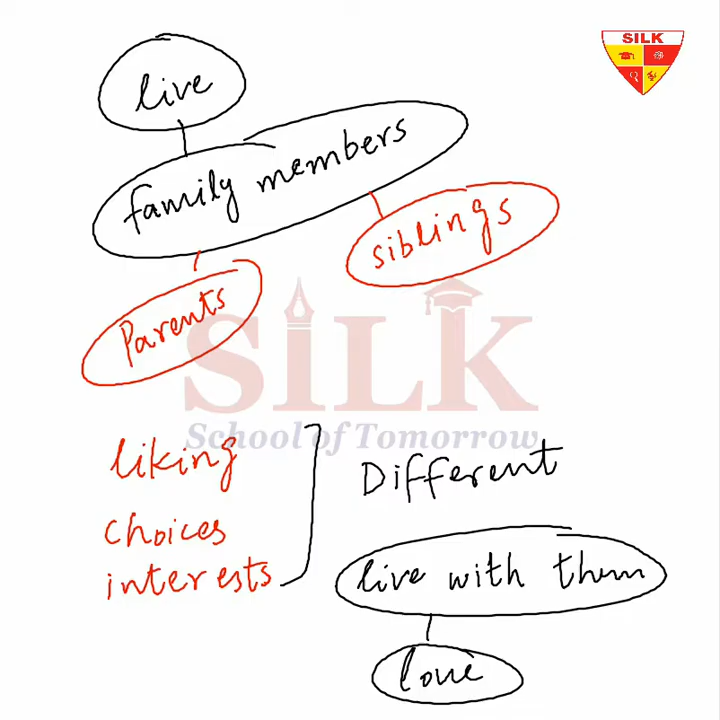 SILK
live
family members
siblings
Parents
SiLK
School of Tomorrow
liking
Different
choices
interests
live with them
love